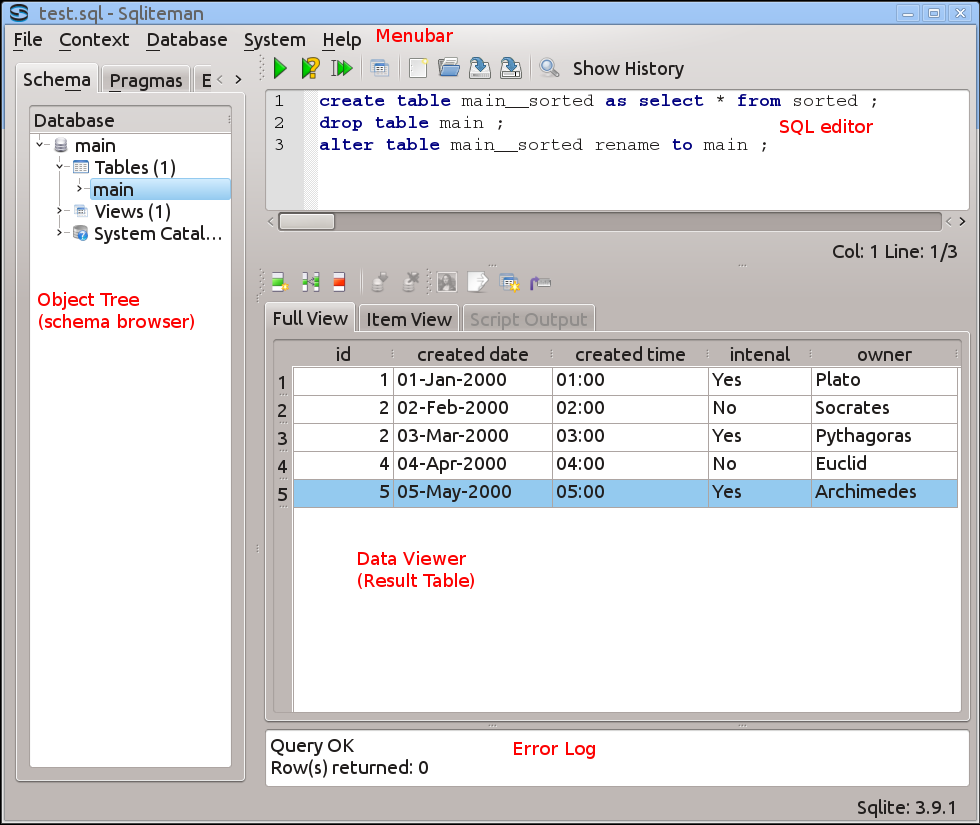 test.sql - Sqliteman
File Context Database System Help Menubar
Schema Pragmas E
Show History
Database
main
Tables (1)
main
Views (1)
System Catal...
Object Tree
(schema browser)
1 create table main__sorted as select * from sorted ;
2 drop table main ;
3 alter table main__sorted rename to main ;
SQL editor
Col: 1 Line: 1/3
Full View Item View Script Output
id created date created time intenal owner
1 1 01-Jan-2000 01:00 Yes Plato
2 2 02-Feb-2000 02:00 No Socrates
3 2 03-Mar-2000 03:00 Yes Pythagoras
4 4 04-Apr-2000 04:00 No Euclid
5 5 05-May-2000 05:00 Yes Archimedes
Data Viewer
(Result Table)
Query OK
Row(s) returned: 0
Error Log
Sqlite: 3.9.1